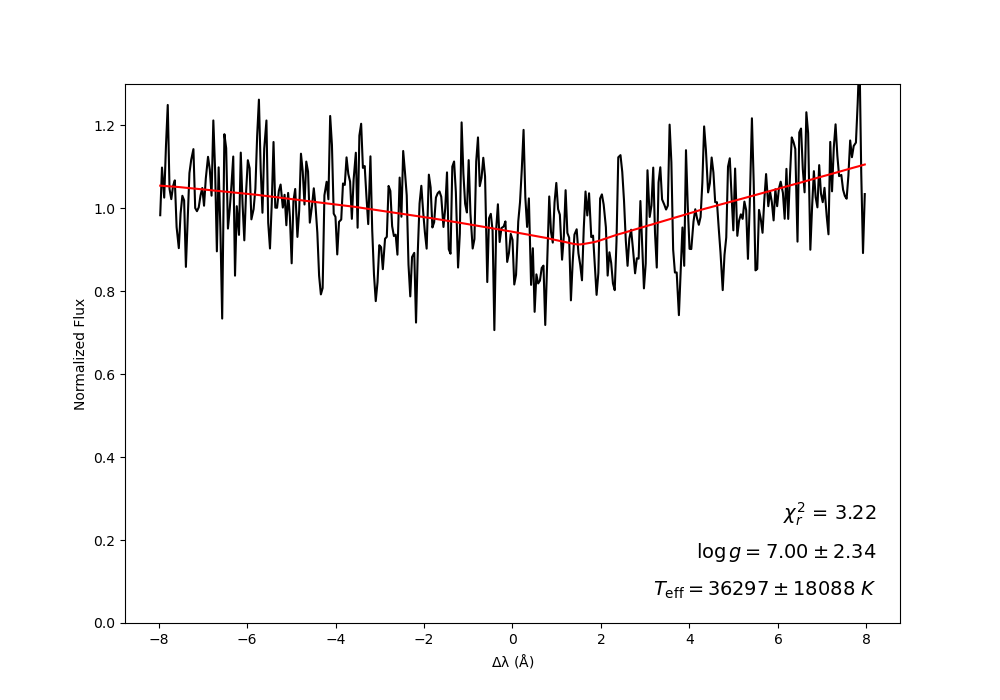 1.2
1.0
0.8
0.6
0.4
0.2
0.0
Normalized Flux
χ²ᵣ = 3.22
log g = 7.00 ± 2.34
T_eff = 36297 ± 18088 K
−8 −6 −4 −2 0 2 4 6 8
Δλ (Å)